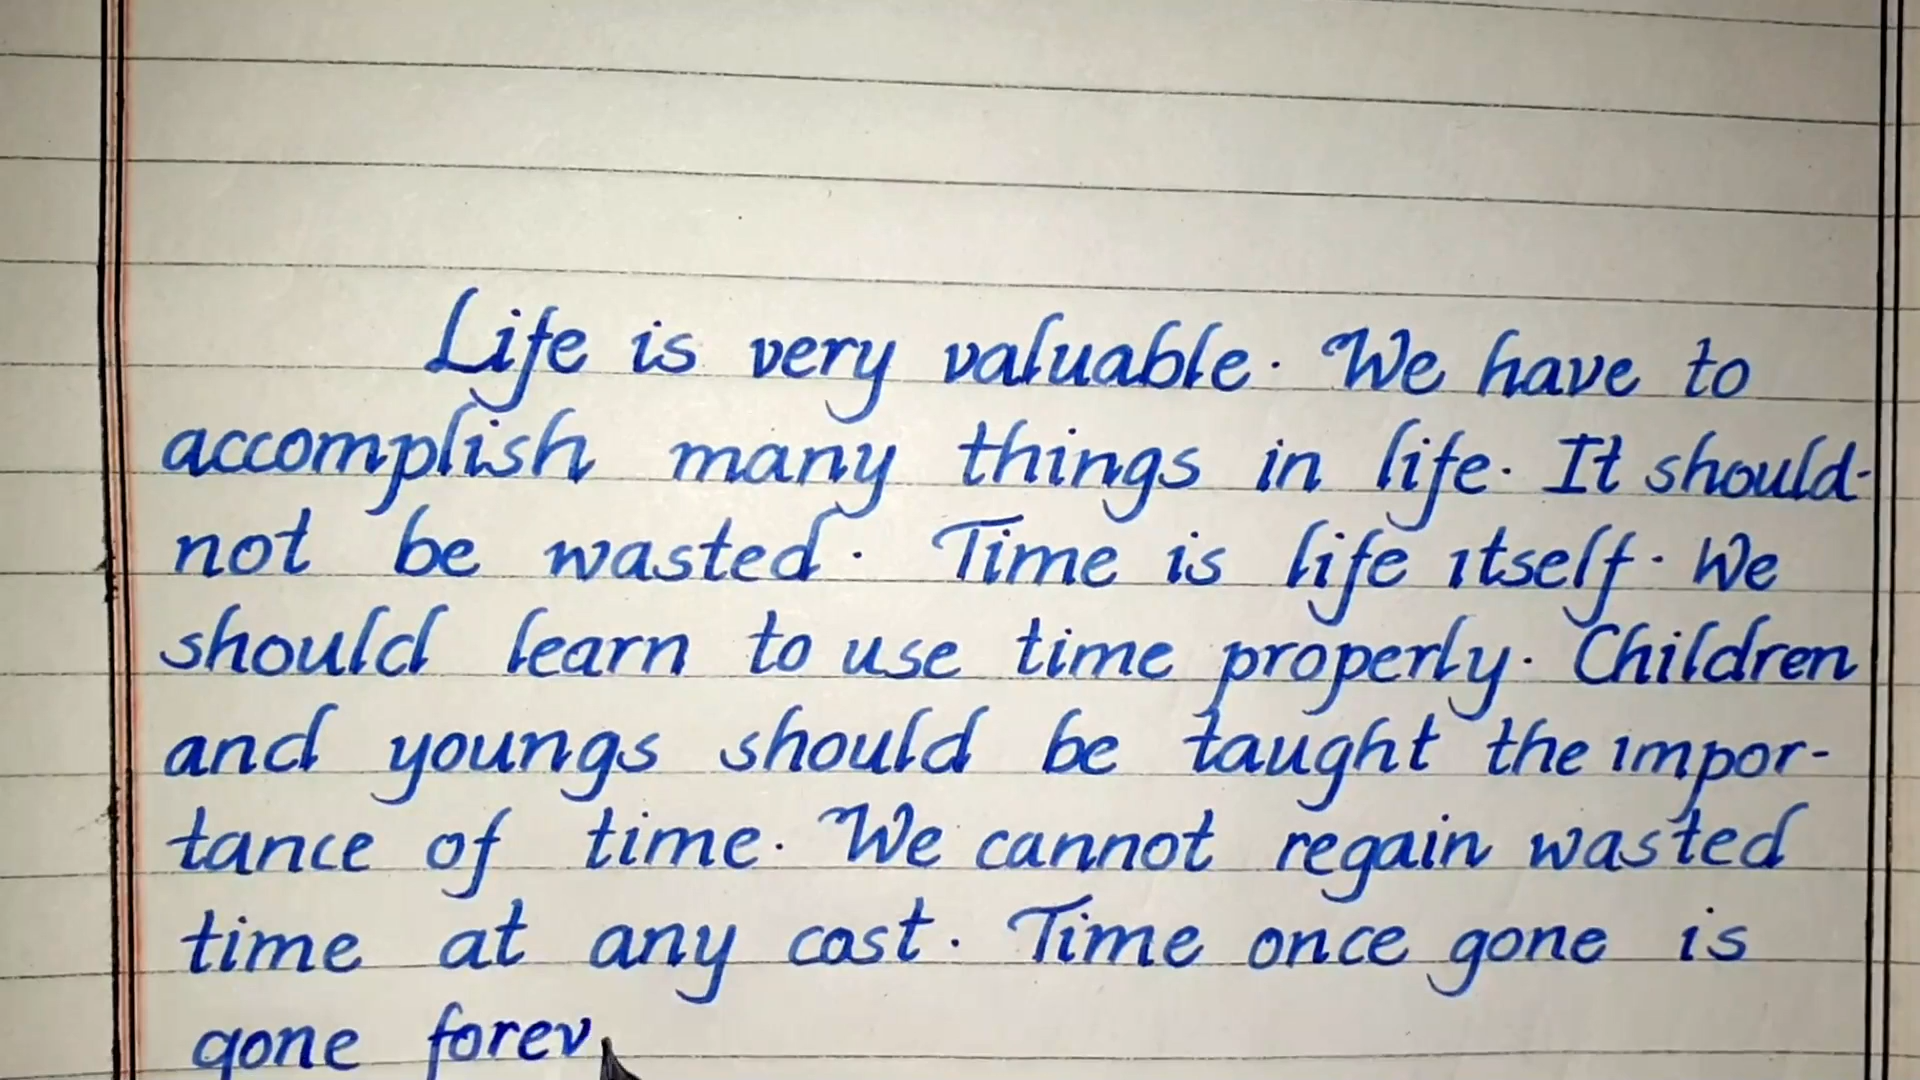 Life is very valuable. We have to
accomplish many things in life. It should-
not be wasted. Time is life itself. We
should learn to use time properly. Children
and youngs should be taught the impor-
tance of time. We cannot regain wasted
time at any cost. Time once gone is
gone forev